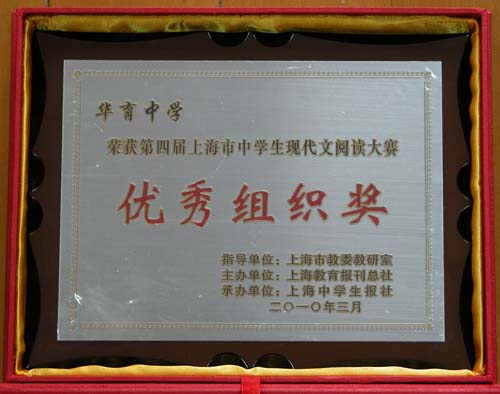 华育中学
荣获第四届上海市中学生现代文阅读大赛
优秀组织奖
指导单位：上海市教委教研室
主办单位：上海教育报刊总社
承办单位：上海中学生报社
二〇一〇年三月